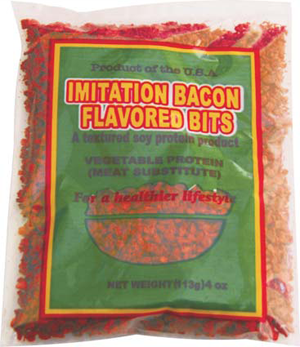 Product of the U.S.A.
IMITATION BACON
FLAVORED BITS
A textured soy protein product
VEGETABLE PROTEIN
(MEAT SUBSTITUTE)
For a healthier lifestyle
NET WEIGHT(113g)4 oz